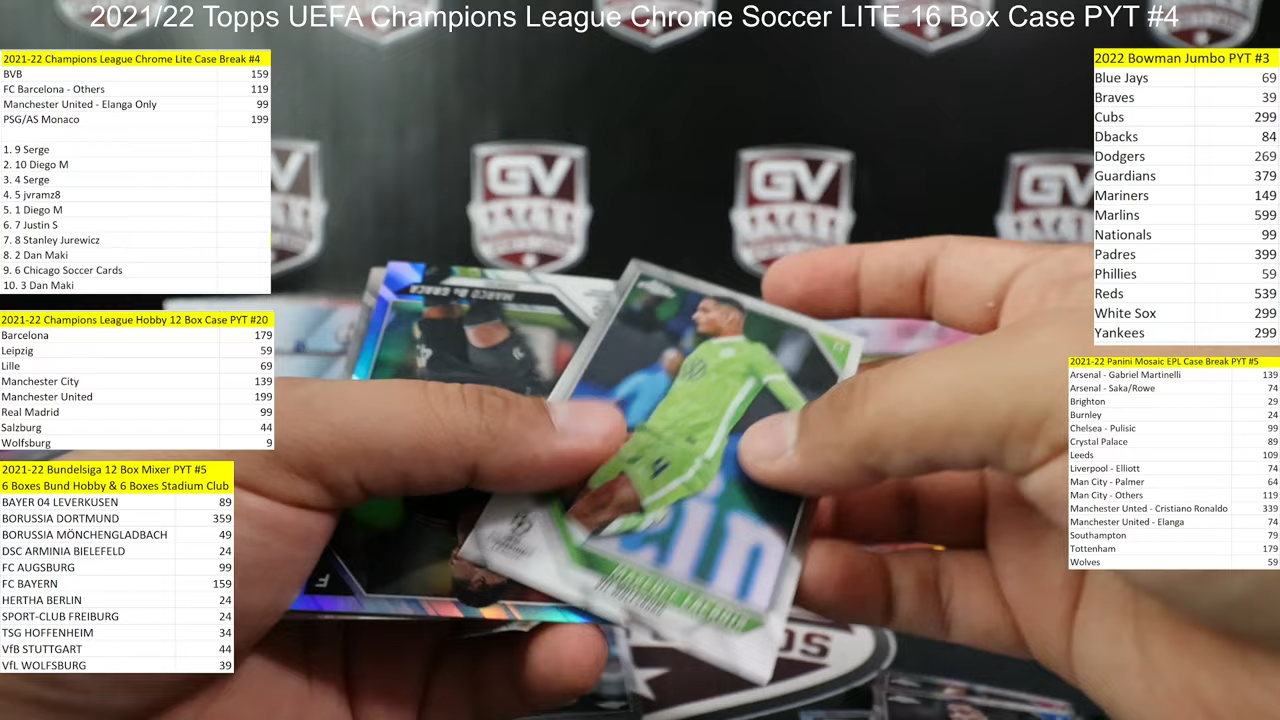 2021/22 Topps UEFA Champions League Chrome Soccer LITE 16 Box Case PYT #4
2021-22 Champions League Chrome Lite Case Break #4
BVB 159
FC Barcelona - Others 119
Manchester United - Elanga Only 99
PSG/AS Monaco 199
1. 9 Serge
2. 10 Diego M
3. 4 Serge
4. 5 jvramz8
5. 1 Diego M
6. 7 Justin S
7. 8 Stanley Jurewicz
8. 2 Dan Maki
9. 6 Chicago Soccer Cards
10. 3 Dan Maki
2021-22 Champions League Hobby 12 Box Case PYT #20
Barcelona 179
Leipzig 59
Lille 69
Manchester City 139
Manchester United 199
Real Madrid 99
Salzburg 44
Wolfsburg 9
2021-22 Bundelsiga 12 Box Mixer PYT #5
6 Boxes Bund Hobby & 6 Boxes Stadium Club
BAYER 04 LEVERKUSEN 89
BORUSSIA DORTMUND 359
BORUSSIA MÖNCHENGLADBACH 49
DSC ARMINIA BIELEFELD 24
FC AUGSBURG 99
FC BAYERN 159
HERTHA BERLIN 24
SPORT-CLUB FREIBURG 24
TSG HOFFENHEIM 34
VfB STUTTGART 44
VfL WOLFSBURG 39
2022 Bowman Jumbo PYT #3
Blue Jays 69
Braves 39
Cubs 299
Dbacks 84
Dodgers 269
Guardians 379
Mariners 149
Marlins 599
Nationals 99
Padres 399
Phillies 59
Reds 539
White Sox 299
Yankees 299
2021-22 Panini Mosaic EPL Case Break PYT #5
Arsenal - Gabriel Martinelli 139
Arsenal - Saka/Rowe 74
Brighton 29
Burnley 24
Chelsea - Pulisic 99
Crystal Palace 89
Leeds 109
Liverpool - Elliott 74
Man City - Palmer 64
Man City - Others 119
Manchester Unted - Cristiano Ronaldo 339
Manchester United - Elanga 74
Southampton 79
Tottenham 179
Wolves 59
GV
GV